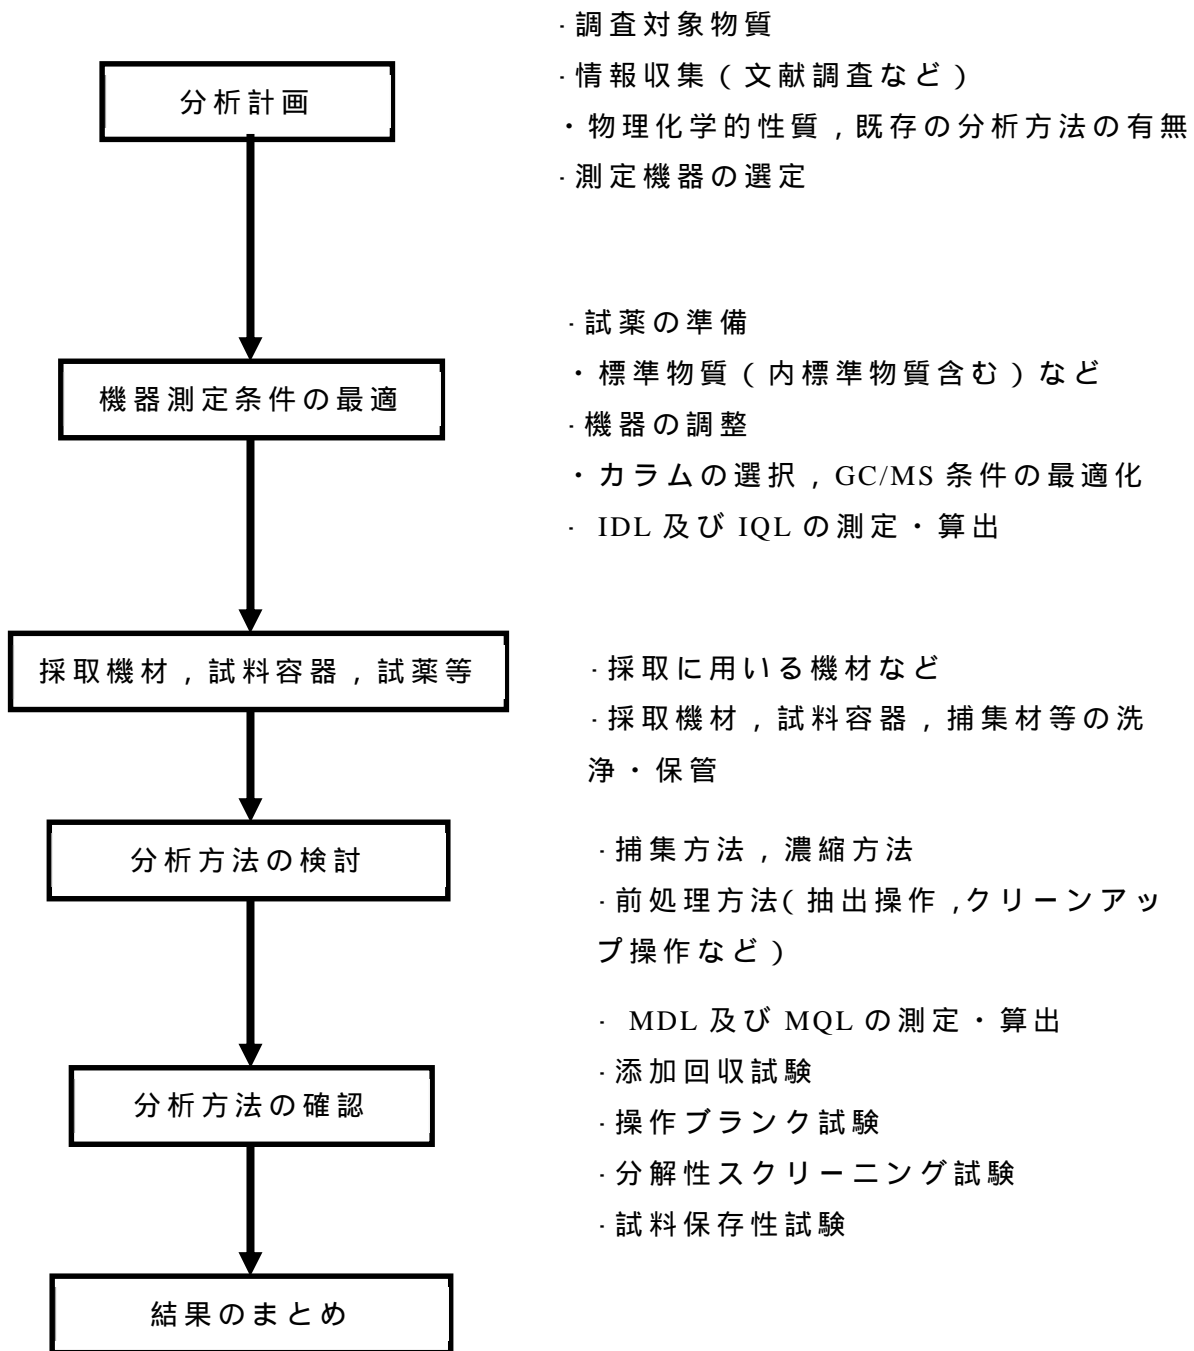 ・調査対象物質
分析計画
・情報収集（文献調査など）
・物理化学的性質，既存の分析方法の有無
・測定機器の選定
・試薬の準備
機器測定条件の最適
・標準物質（内標準物質含む）など
・機器の調整
・カラムの選択，GC/MS 条件の最適化
・ IDL 及び IQL の測定・算出
採取機材，試料容器，試薬等
・採取に用いる機材など
・採取機材，試料容器，捕集材等の洗
浄・保管
分析方法の検討
・捕集方法，濃縮方法
・前処理方法(抽出操作,クリーンアッ
プ操作など）
・ MDL 及び MQL の測定・算出
・添加回収試験
分析方法の確認
・操作ブランク試験
・分解性スクリーニング試験
・試料保存性試験
結果のまとめ